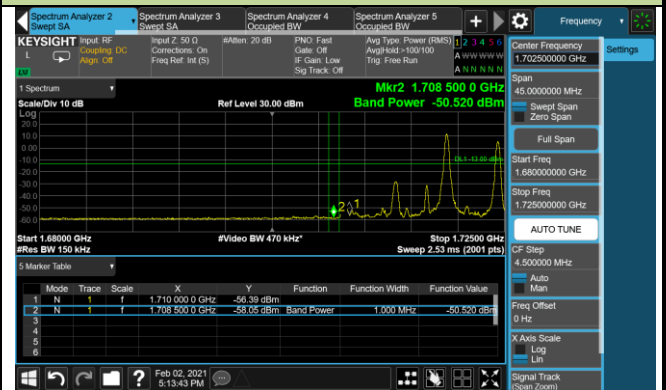 Spectrum Analyzer 2
Swept SA
Spectrum Analyzer 3
Swept SA
Spectrum Analyzer 4
Occupied BW
Spectrum Analyzer 5
Occupied BW
+
Frequency
KEYSIGHT
L
LXI
Input: RF
Coupling: DC
Align: Off
Input Z: 50 Ω
Corrections: On
Freq Ref: Int (S)
#Atten: 20 dB
PNO: Fast
Gate: Off
IF Gain: Low
Sig Track: Off
Avg Type: Power (RMS)
Avg|Hold:>100/100
Trig: Free Run
1 2 3 4 5 6
A W W W W W
A N N N N N
1 Spectrum
Scale/Div 10 dB
Ref Level 30.00 dBm
Mkr2 1.708 500 0 GHz
Band Power -50.520 dBm
Log
20.0
10.0
0.00
-10.0
-20.0
-30.0
-40.0
-50.0
-60.0
DL1 -13.00 dBm
2
1
Start 1.68000 GHz
#Res BW 150 kHz
#Video BW 470 kHz*
Stop 1.72500 GHz
Sweep 2.53 ms (2001 pts)
5 Marker Table
Mode Trace Scale X Y Function Function Width Function Value
1 N 1 f 1.710 000 0 GHz -56.39 dBm
2 N 1 f 1.708 500 0 GHz -58.05 dBm Band Power 1.000 MHz -50.520 dBm
3
4
5
6
Center Frequency
1.702500000 GHz
Settings
Span
45.0000000 MHz
Swept Span
Zero Span
Full Span
Start Freq
1.680000000 GHz
Stop Freq
1.725000000 GHz
AUTO TUNE
CF Step
4.500000 MHz
Auto
Man
Freq Offset
0 Hz
X Axis Scale
Log
Lin
Signal Track
(Span Zoom)
?
Feb 02, 2021
5:13:43 PM